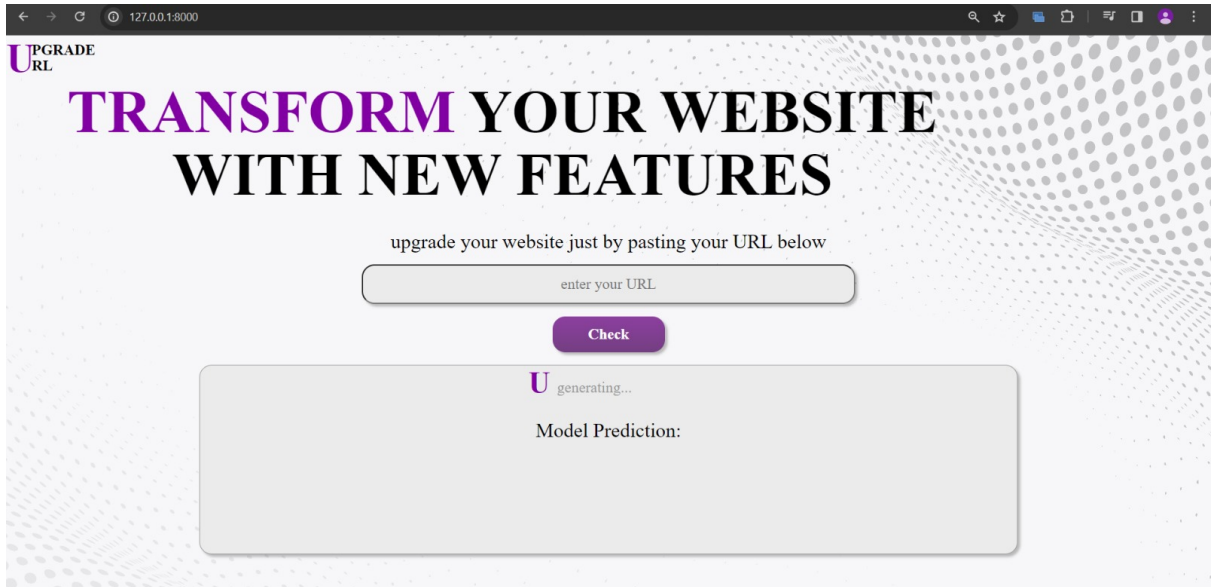 127.0.0.1:8000
UPGRADE
URL
TRANSFORM YOUR WEBSITE
WITH NEW FEATURES
upgrade your website just by pasting your URL below
enter your URL
Check
U generating...
Model Prediction: